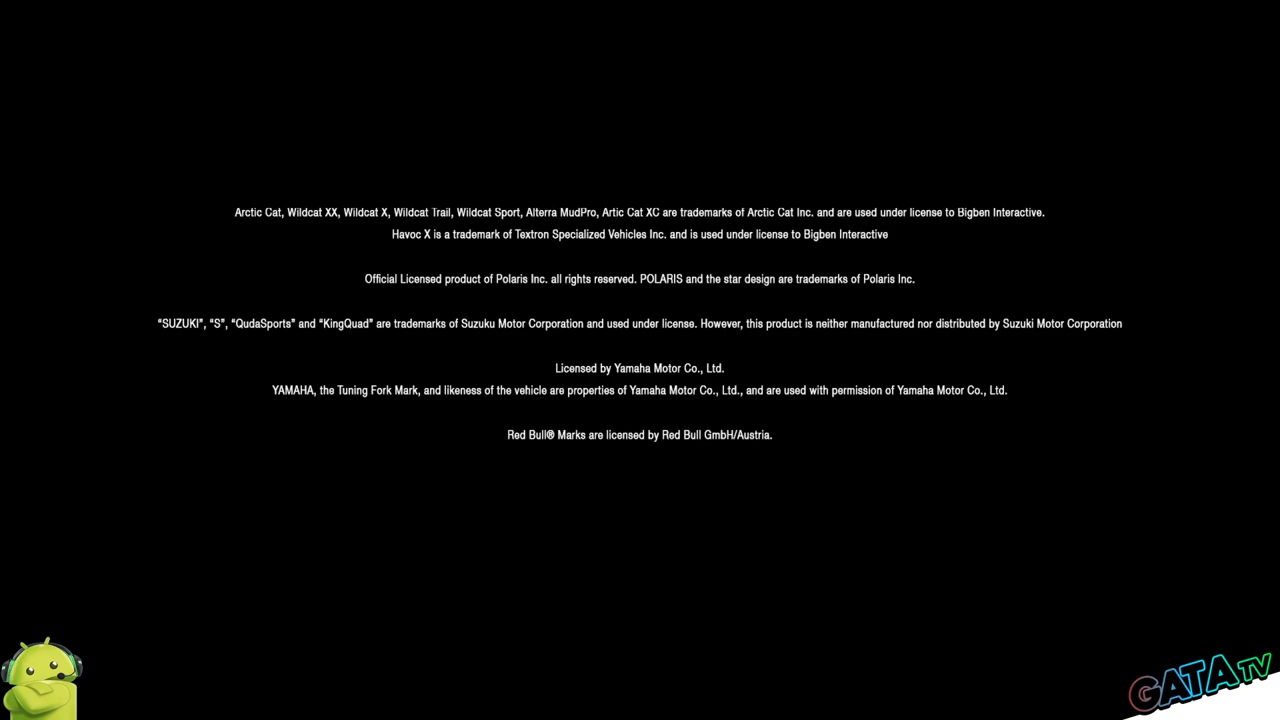 Arctic Cat, Wildcat XX, Wildcat X, Wildcat Trail, Wildcat Sport, Alterra MudPro, Artic Cat XC are trademarks of Arctic Cat Inc. and are used under license to Bigben Interactive.
Havoc X is a trademark of Textron Specialized Vehicles Inc. and is used under license to Bigben Interactive
Official Licensed product of Polaris Inc. all rights reserved. POLARIS and the star design are trademarks of Polaris Inc.
“SUZUKI”, “S”, “QudaSports” and “KingQuad” are trademarks of Suzuku Motor Corporation and used under license. However, this product is neither manufactured nor distributed by Suzuki Motor Corporation
Licensed by Yamaha Motor Co., Ltd.
YAMAHA, the Tuning Fork Mark, and likeness of the vehicle are properties of Yamaha Motor Co., Ltd., and are used with permission of Yamaha Motor Co., Ltd.
Red Bull® Marks are licensed by Red Bull GmbH/Austria.
GATA TV